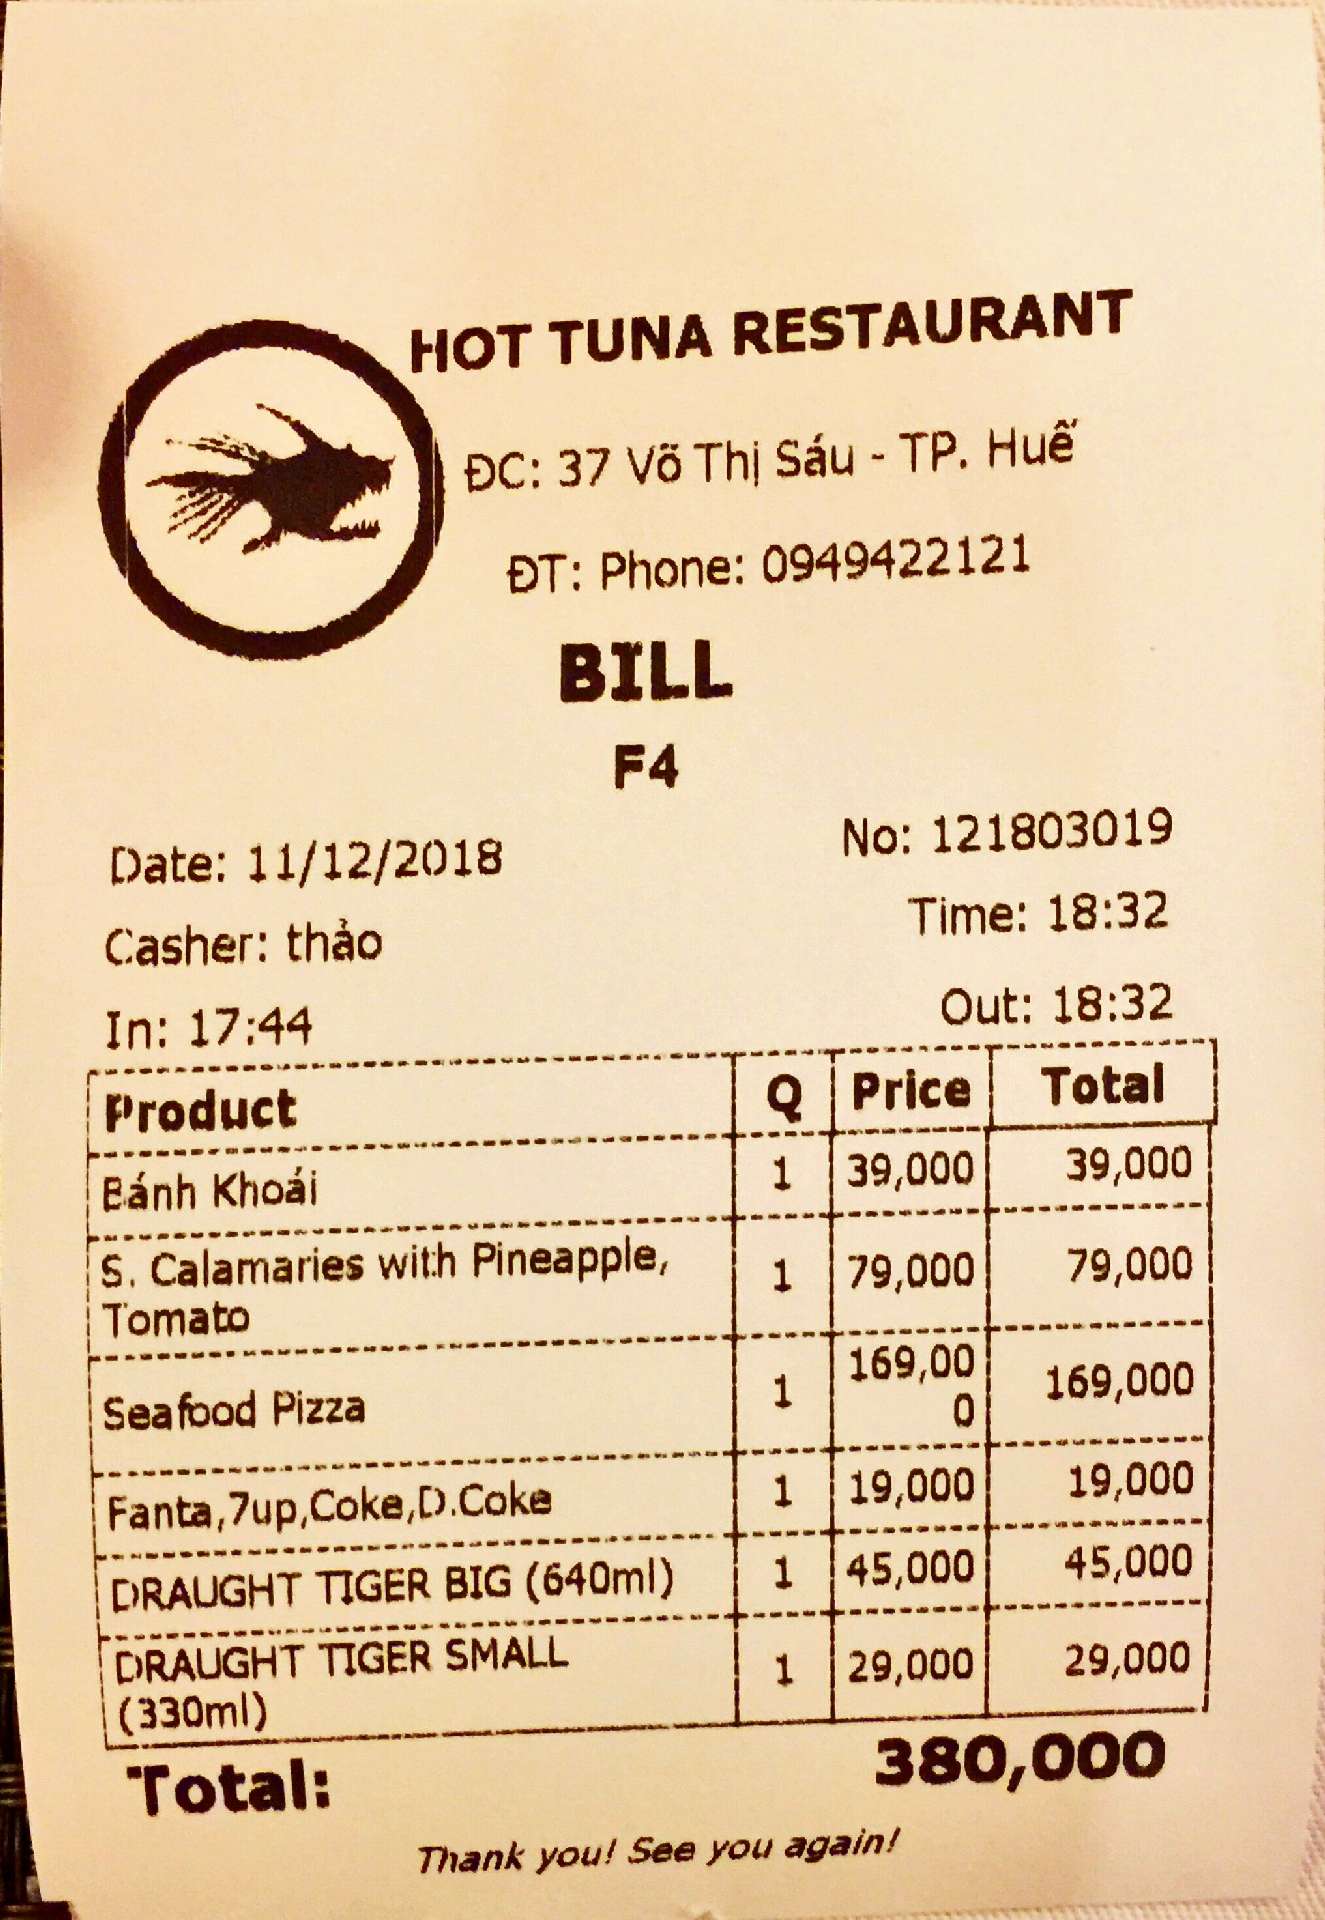 HOT TUNA RESTAURANT
ĐC: 37 Võ Thị Sáu - TP. Huế
ĐT: Phone: 0949422121
BILL
F4
Date: 11/12/2018 No: 121803019
Casher: thảo Time: 18:32
In: 17:44 Out: 18:32
Product Q Price Total
Bánh Khoái 1 39,000 39,000
S. Calamaries with Pineapple, 1 79,000 79,000
Tomato
Seafood Pizza 1 169,00 169,000
0
Fanta,7up,Coke,D.Coke 1 19,000 19,000
DRAUGHT TIGER BIG (640ml) 1 45,000 45,000
DRAUGHT TIGER SMALL 1 29,000 29,000
(330ml)
Total: 380,000
Thank you! See you again!